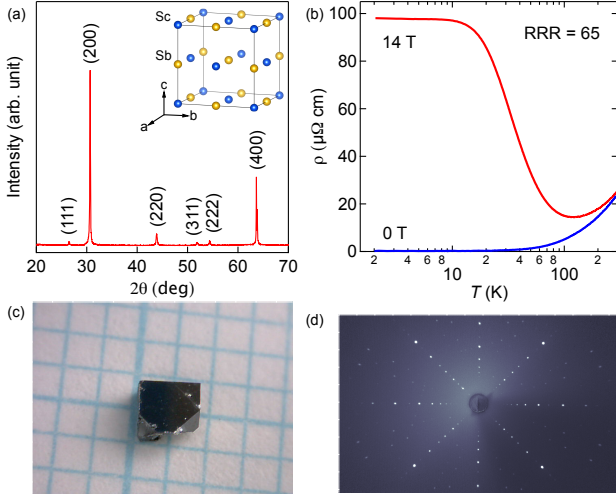 (a)
Intensity (arb. unit)
(111)
(200)
(220)
(311)
(222)
(400)
Sc
Sb
c
a
b
20 30 40 50 60 70
2θ (deg)
(b)
ρ (μΩ cm)
100
80
60
40
20
0
14 T
RRR = 65
0 T
2 4 6 8 10 2 4 6 8 100 2
T (K)
(c)
(d)